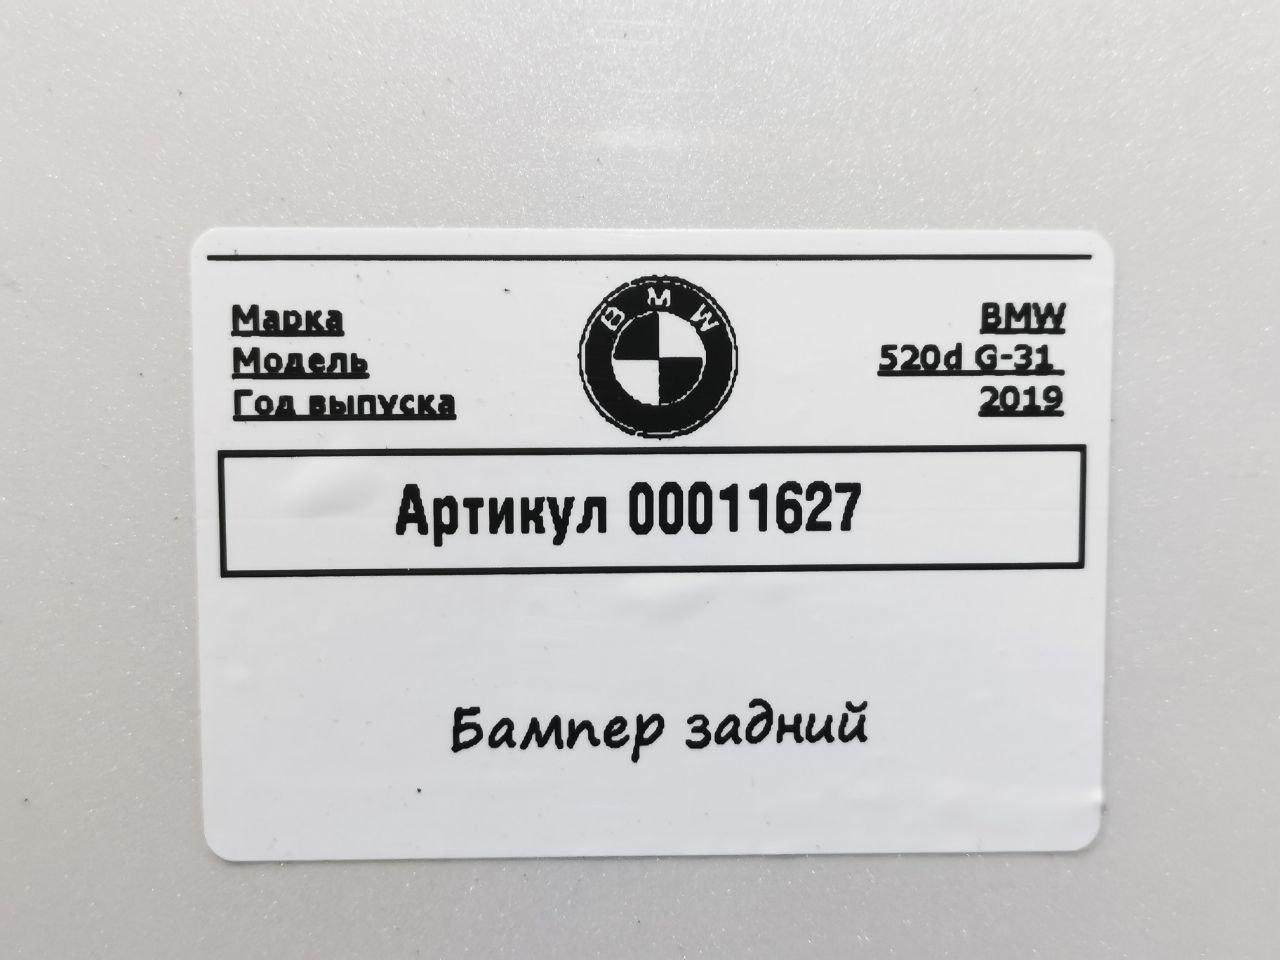 Марка BMW
Модель 520d G-31
Год выпуска 2019
BMW
Артикул 00011627
Бампер задний